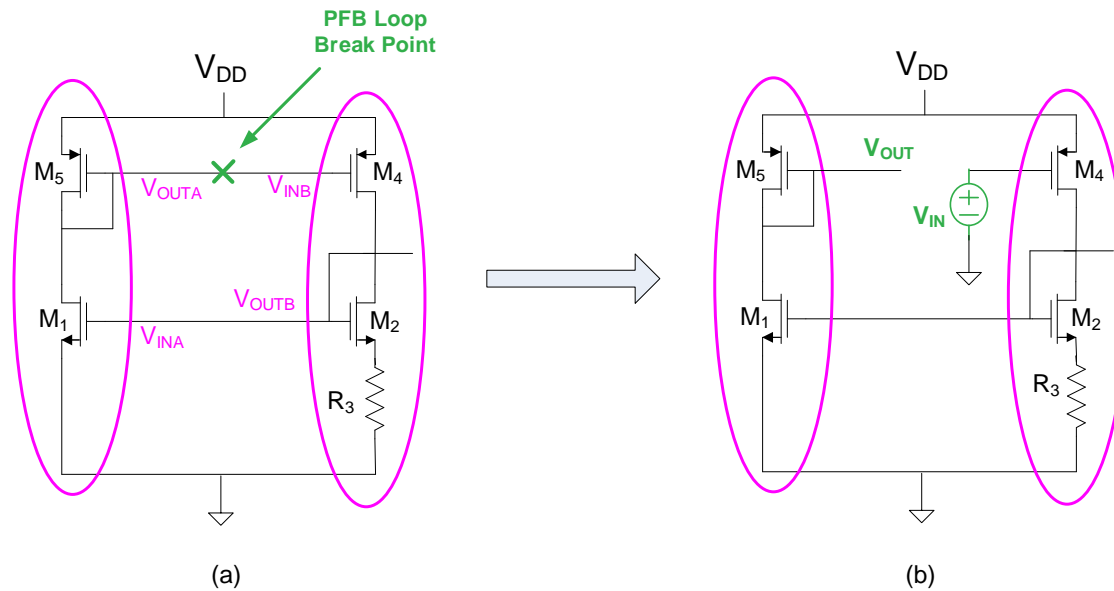 PFB Loop
Break Point
VDD
VDD
M5
VOUTA
VINB
M4
M5
VOUT
M4
VIN
VOUTB
M1
VINA
M2
M1
M2
R3
R3
(a)
(b)